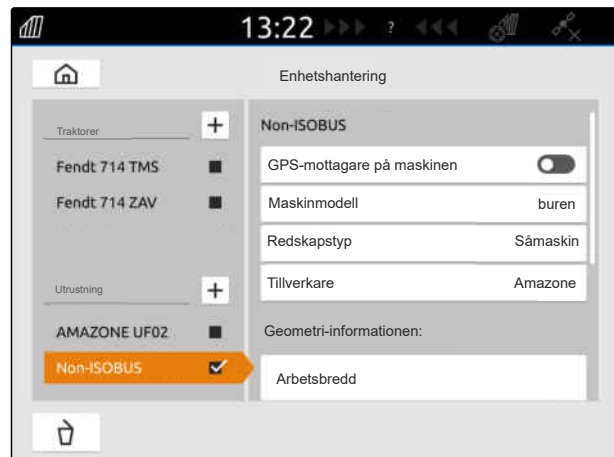 13:22 ?
Enhetshantering
Traktorer
Fendt 714 TMS
Fendt 714 ZAV
Utrustning
AMAZONE UF02
Non-ISOBUS
Non-ISOBUS
GPS-mottagare på maskinen
Maskinmodell buren
Redskapstyp Såmaskin
Tillverkare Amazone
Geometri-informationen:
Arbetsbredd